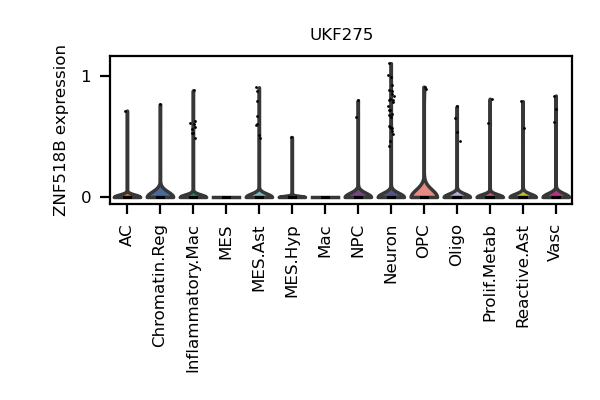 UKF275
ZNF518B expression
1
0
AC
Chromatin.Reg
Inflammatory.Mac
MES
MES.Ast
MES.Hyp
Mac
NPC
Neuron
OPC
Oligo
Prolif.Metab
Reactive.Ast
Vasc